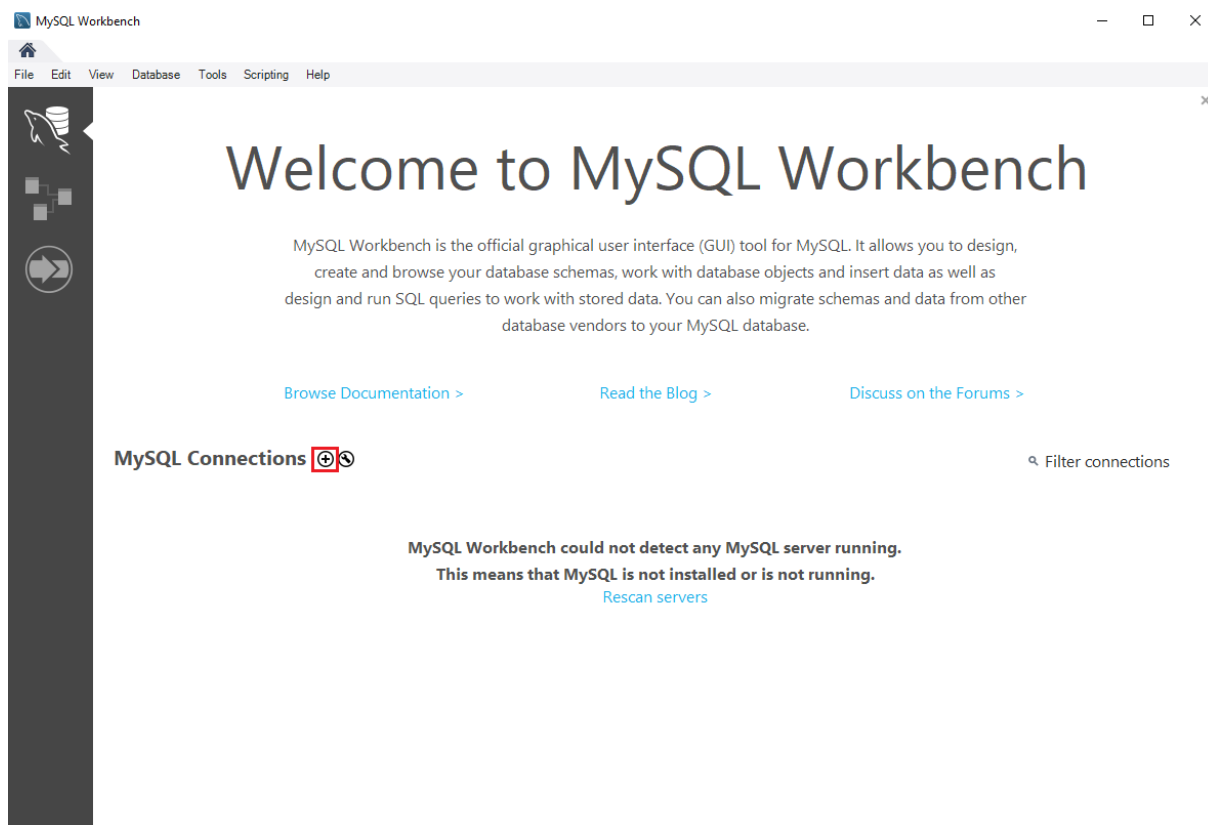 MySQL Workbench
File Edit View Database Tools Scripting Help
Welcome to MySQL Workbench
MySQL Workbench is the official graphical user interface (GUI) tool for MySQL. It allows you to design,
create and browse your database schemas, work with database objects and insert data as well as
design and run SQL queries to work with stored data. You can also migrate schemas and data from other
database vendors to your MySQL database.
Browse Documentation > Read the Blog > Discuss on the Forums >
MySQL Connections Filter connections
MySQL Workbench could not detect any MySQL server running.
This means that MySQL is not installed or is not running.
Rescan servers